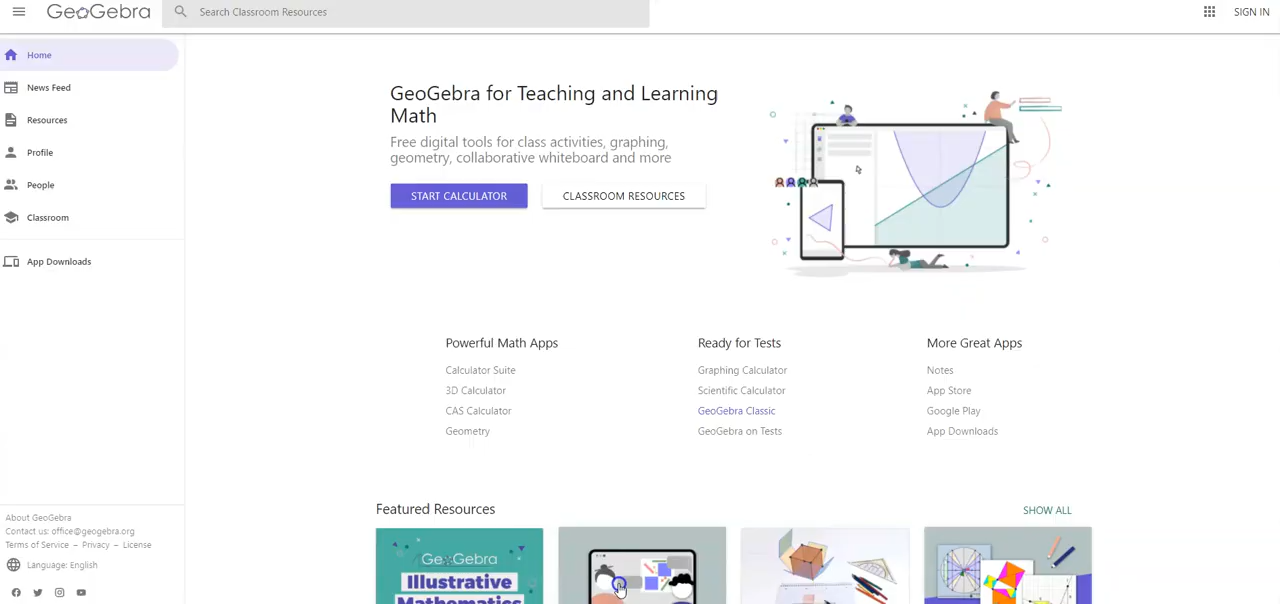 GeoGebra
Search Classroom Resources
SIGN IN
Home
News Feed
Resources
Profile
People
Classroom
App Downloads
GeoGebra for Teaching and Learning
Math
Free digital tools for class activities, graphing,
geometry, collaborative whiteboard and more
START CALCULATOR
CLASSROOM RESOURCES
Powerful Math Apps
Calculator Suite
3D Calculator
CAS Calculator
Geometry
Ready for Tests
Graphing Calculator
Scientific Calculator
GeoGebra Classic
GeoGebra on Tests
More Great Apps
Notes
App Store
Google Play
App Downloads
Featured Resources
SHOW ALL
GeoGebra
Illustrative
Mathematics
About GeoGebra
Contact us: office@geogebra.org
Terms of Service – Privacy – License
Language: English